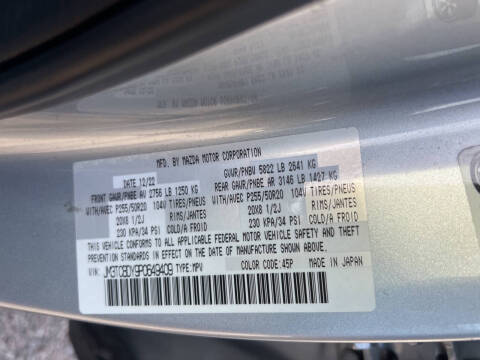 MFD. BY MAZDA MOTOR CORPORATION
DATE 12/22 GVWR/PNBV 5822 LB 2641 KG
FRONT GAWR/PNBE AV 2756 LB 1250 KG REAR GAWR/PNBE AR 3146 LB 1427 KG
WITH/AVEC P255/50R20 104V TIRES/PNEUS WITH/AVEC P255/50R20 104V TIRES/PNEUS
20X8 1/2J RIMS/JANTES 20X8 1/2J RIMS/JANTES
230 KPA/34 PSI COLD/A FROID 230 KPA/34 PSI COLD/A FROID
THIS VEHICLE CONFORMS TO ALL APPLICABLE FEDERAL MOTOR VEHICLE SAFETY, BUMPER, AND THEFT
PREVENTION STANDARDS IN EFFECT ON THE DATE OF MANUFACTURE SHOWN ABOVE.
VIN: JM3TCBDY9P0649409 TYPE:MPV
COLOR CODE:45P MADE IN JAPAN